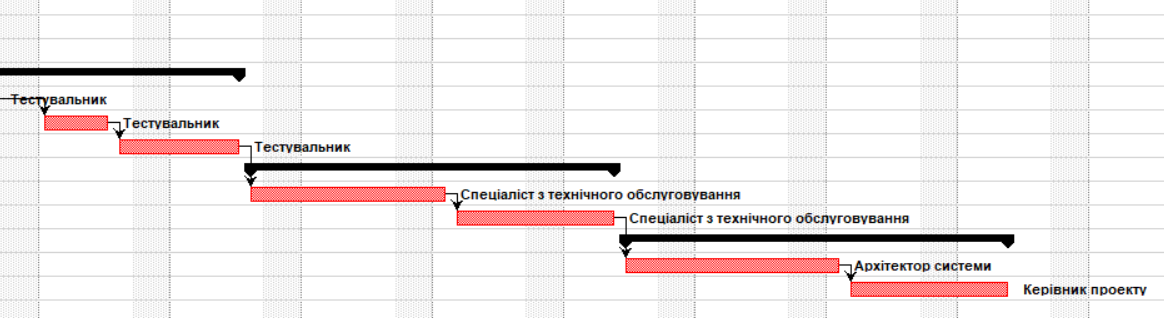 Тестувальник
Тестувальник
Тестувальник
Спеціаліст з технічного обслуговування
Спеціаліст з технічного обслуговування
Архітектор системи
Керівник проекту